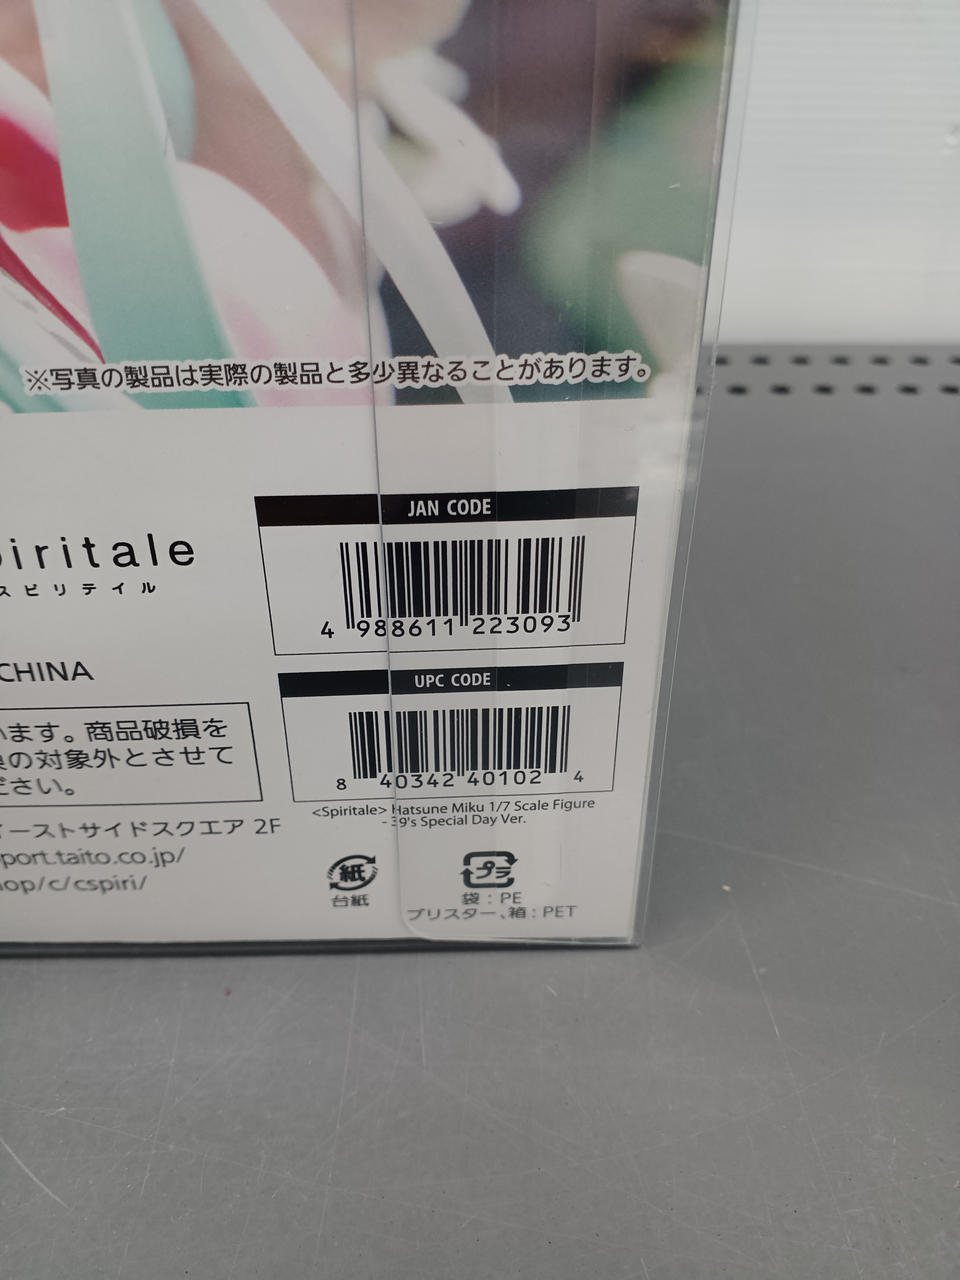 ※写真の製品は実際の製品と多少異なることがあります。
JAN CODE
4 988611 223093
iritale
スピリテイル
CHINA
UPC CODE
8 40342 40102 4
ます。商品破損を
の対象外とさせて
ださい。
<Spiritale> Hatsune Miku 1/7 Scale Figure
- 39's Special Day Ver.
イーストサイドスクエア 2F
port.taito.co.jp/
op/c/cspiri/
紙
台紙
プラ
袋 : PE
ブリスター、箱 : PET